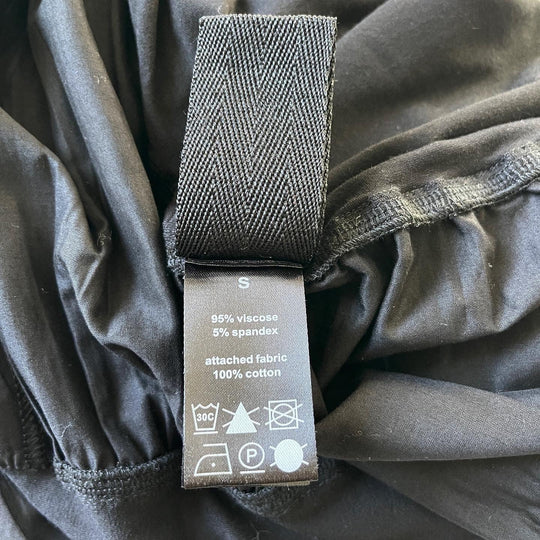 S
95% viscose
5% spandex
attached fabric
100% cotton
30C
P